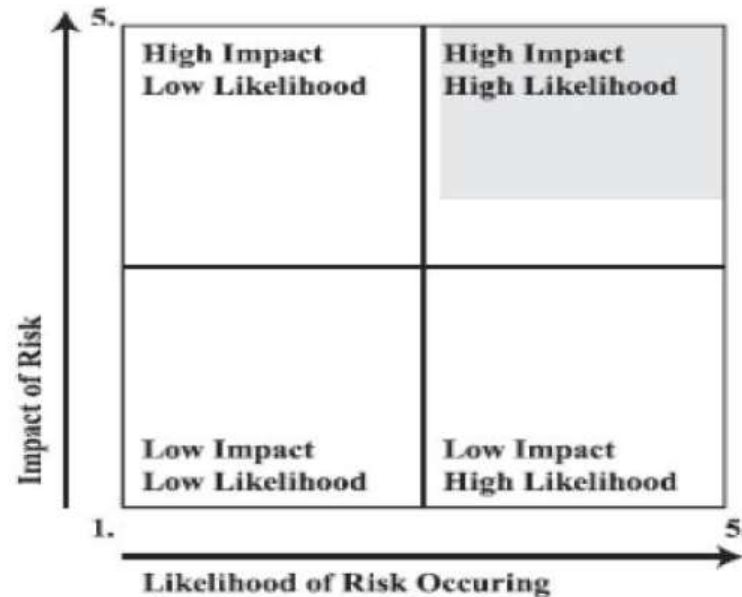 5.
High Impact
Low Likelihood
High Impact
High Likelihood
Impact of Risk
Low Impact
Low Likelihood
Low Impact
High Likelihood
1.
5
Likelihood of Risk Occuring